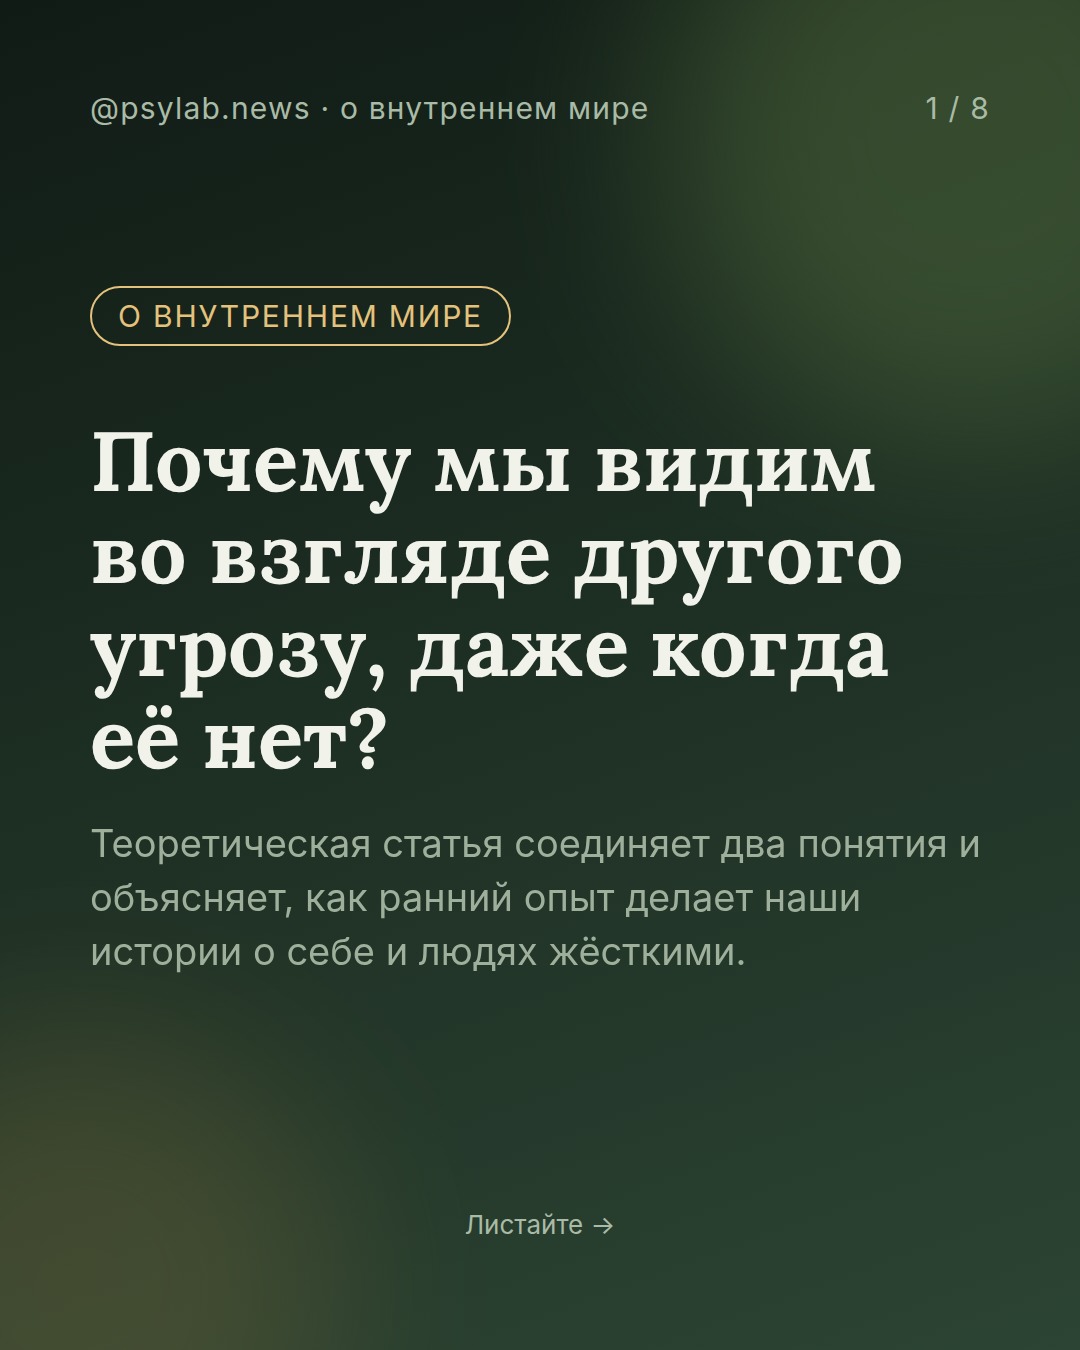 @psylab.news · о внутреннем мире
1 / 8
О ВНУТРЕННЕМ МИРЕ
Почему мы видим
во взгляде другого
угрозу, даже когда
её нет?
Теоретическая статья соединяет два понятия и
объясняет, как ранний опыт делает наши
истории о себе и людях жёсткими.
Листайте →